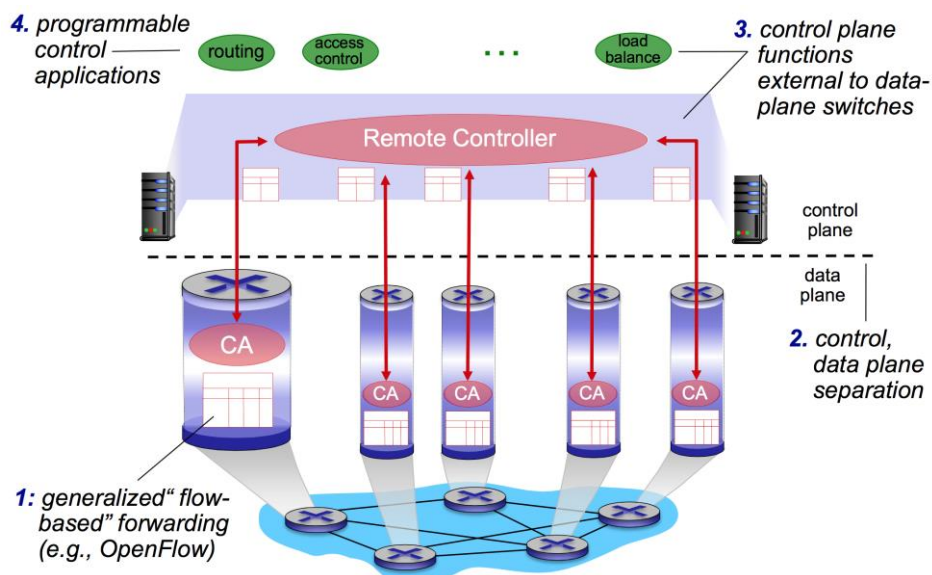 4. programmable
control
applications
routing
access
control
...
load
balance
3. control plane
functions
external to data-
plane switches
Remote Controller
control
plane
data
plane
CA
CA
CA
CA
CA
2. control,
data plane
separation
1: generalized“ flow-
based” forwarding
(e.g., OpenFlow)